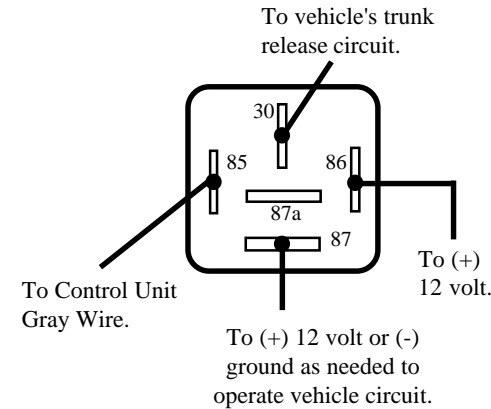 To vehicle's trunk
release circuit.
30
85
86
87a
87
To Control Unit
Gray Wire.
To (+)
12 volt.
To (+) 12 volt or (-)
ground as needed to
operate vehicle circuit.